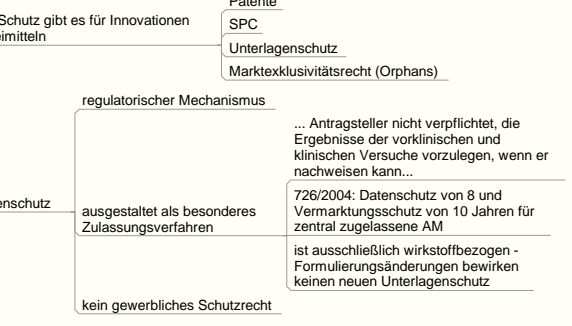 Patente
Schutz gibt es für Innovationen
eimitteln
SPC
Unterlagenschutz
Marktexklusivitätsrecht (Orphans)
regulatorischer Mechanismus
... Antragsteller nicht verpflichtet, die
Ergebnisse der vorklinischen und
klinischen Versuche vorzulegen, wenn er
nachweisen kann...
enschutz
ausgestaltet als besonderes
Zulassungsverfahren
726/2004: Datenschutz von 8 und
Vermarktungsschutz von 10 Jahren für
zentral zugelassene AM
ist ausschließlich wirkstoffbezogen -
Formulierungsänderungen bewirken
keinen neuen Unterlagenschutz
kein gewerbliches Schutzrecht